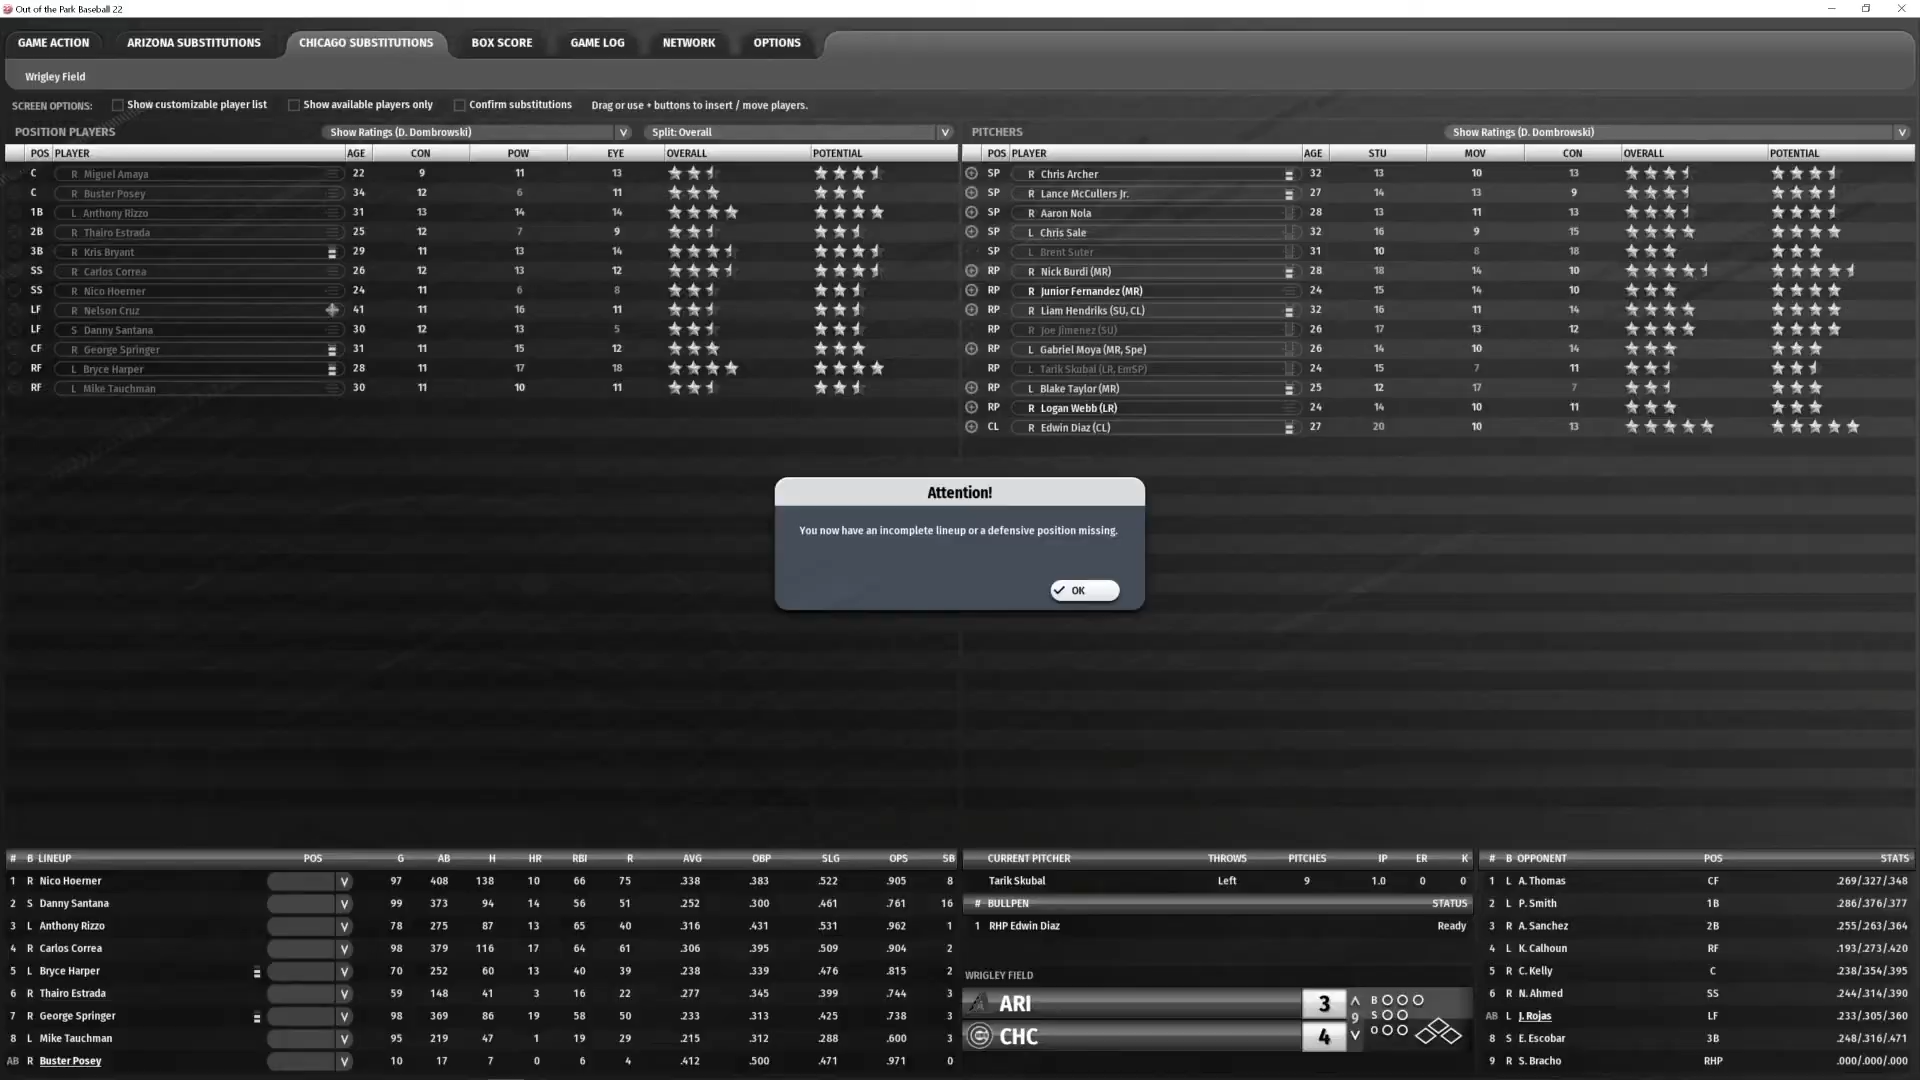 Out of the Park Baseball 22
GAME ACTION ARIZONA SUBSTITUTIONS CHICAGO SUBSTITUTIONS BOX SCORE GAME LOG NETWORK OPTIONS
Wrigley Field
SCREEN OPTIONS: Show customizable player list Show available players only Confirm substitutions Drag or use + buttons to insert / move players.
POSITION PLAYERS Show Ratings (D. Dombrowski) V Split: Overall V
POS PLAYER AGE CON POW EYE OVERALL POTENTIAL
C R Miguel Amaya 22 9 11 13
C R Buster Posey 34 12 6 11
1B L Anthony Rizzo 31 13 14 14
2B R Thairo Estrada 25 12 7 9
3B R Kris Bryant 29 11 13 14
SS R Carlos Correa 26 12 13 12
SS R Nico Hoerner 24 11 6 8
LF R Nelson Cruz 41 11 16 11
LF S Danny Santana 30 12 13 5
CF R George Springer 31 11 15 12
RF L Bryce Harper 28 11 17 18
RF L Mike Tauchman 30 11 10 11
PITCHERS Show Ratings (D. Dombrowski) V
POS PLAYER AGE STU MOV CON OVERALL POTENTIAL
SP R Chris Archer 32 13 10 13
SP R Lance McCullers Jr. 27 14 13 9
SP R Aaron Nola 28 13 11 13
SP L Chris Sale 32 16 9 15
SP L Brent Suter 31 10 8 18
RP R Nick Burdi (MR) 28 18 14 10
RP R Junior Fernandez (MR) 24 15 14 10
RP R Liam Hendriks (SU, CL) 32 16 11 14
RP R Joe Jimenez (SU) 26 17 13 12
RP L Gabriel Moya (MR, Spe) 26 14 10 14
RP L Tarik Skubal (LR, EmSP) 24 15 7 11
RP L Blake Taylor (MR) 25 12 17 7
RP R Logan Webb (LR) 24 14 10 11
CL R Edwin Diaz (CL) 27 20 10 13
Attention!
You now have an incomplete lineup or a defensive position missing.
OK
# B LINEUP POS G AB H HR RBI R AVG OBP SLG OPS SB
1 R Nico Hoerner V 97 408 138 10 66 75 .338 .383 .522 .905 8
2 S Danny Santana V 99 373 94 14 56 51 .252 .300 .461 .761 16
3 L Anthony Rizzo V 78 275 87 13 65 40 .316 .431 .531 .962 1
4 R Carlos Correa V 98 379 116 17 64 61 .306 .395 .509 .904 2
5 L Bryce Harper V 70 252 60 13 40 39 .238 .339 .476 .815 2
6 R Thairo Estrada V 59 148 41 3 16 22 .277 .345 .399 .744 3
7 R George Springer V 98 369 86 19 58 50 .233 .313 .425 .738 3
8 L Mike Tauchman V 95 219 47 1 19 29 .215 .312 .288 .600 3
AB R Buster Posey V 10 17 7 0 6 4 .412 .500 .471 .971 0
CURRENT PITCHER THROWS PITCHES IP ER K
Tarik Skubal Left 9 1.0 0 0
# BULLPEN STATUS
1 RHP Edwin Diaz Ready
WRIGLEY FIELD
ARI 3
CHC 4
9
B
S
O
# B OPPONENT POS STATS
1 L A. Thomas CF .269/.327/.348
2 L P. Smith 1B .286/.376/.377
3 R A. Sanchez 2B .255/.263/.364
4 L K. Calhoun RF .193/.273/.420
5 R C. Kelly C .238/.354/.395
6 R N. Ahmed SS .244/.314/.390
AB L J. Rojas LF .233/.305/.360
8 S E. Escobar 3B .248/.316/.471
9 R S. Bracho RHP .000/.000/.000